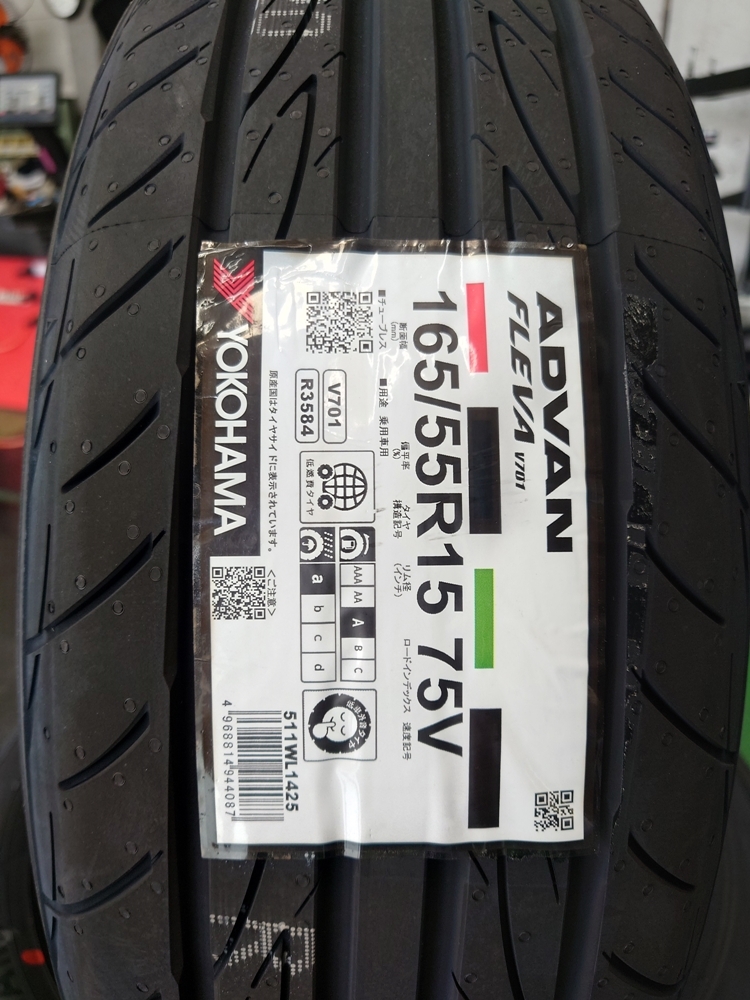 ADVAN
FLEVA V701
165/55R15 75V
断面幅(mm)
偏平率(%)
タイヤ構造記号
リム径(インチ)
ロードインデックス
速度記号
■チューブレス
■用途 乗用車用
V701
R3584
低燃費タイヤ
AAA AA A B C
a b c d
511WL1425
4 968814 944087
原産国はタイヤサイドに表示されています。
<ご注意>
YOKOHAMA